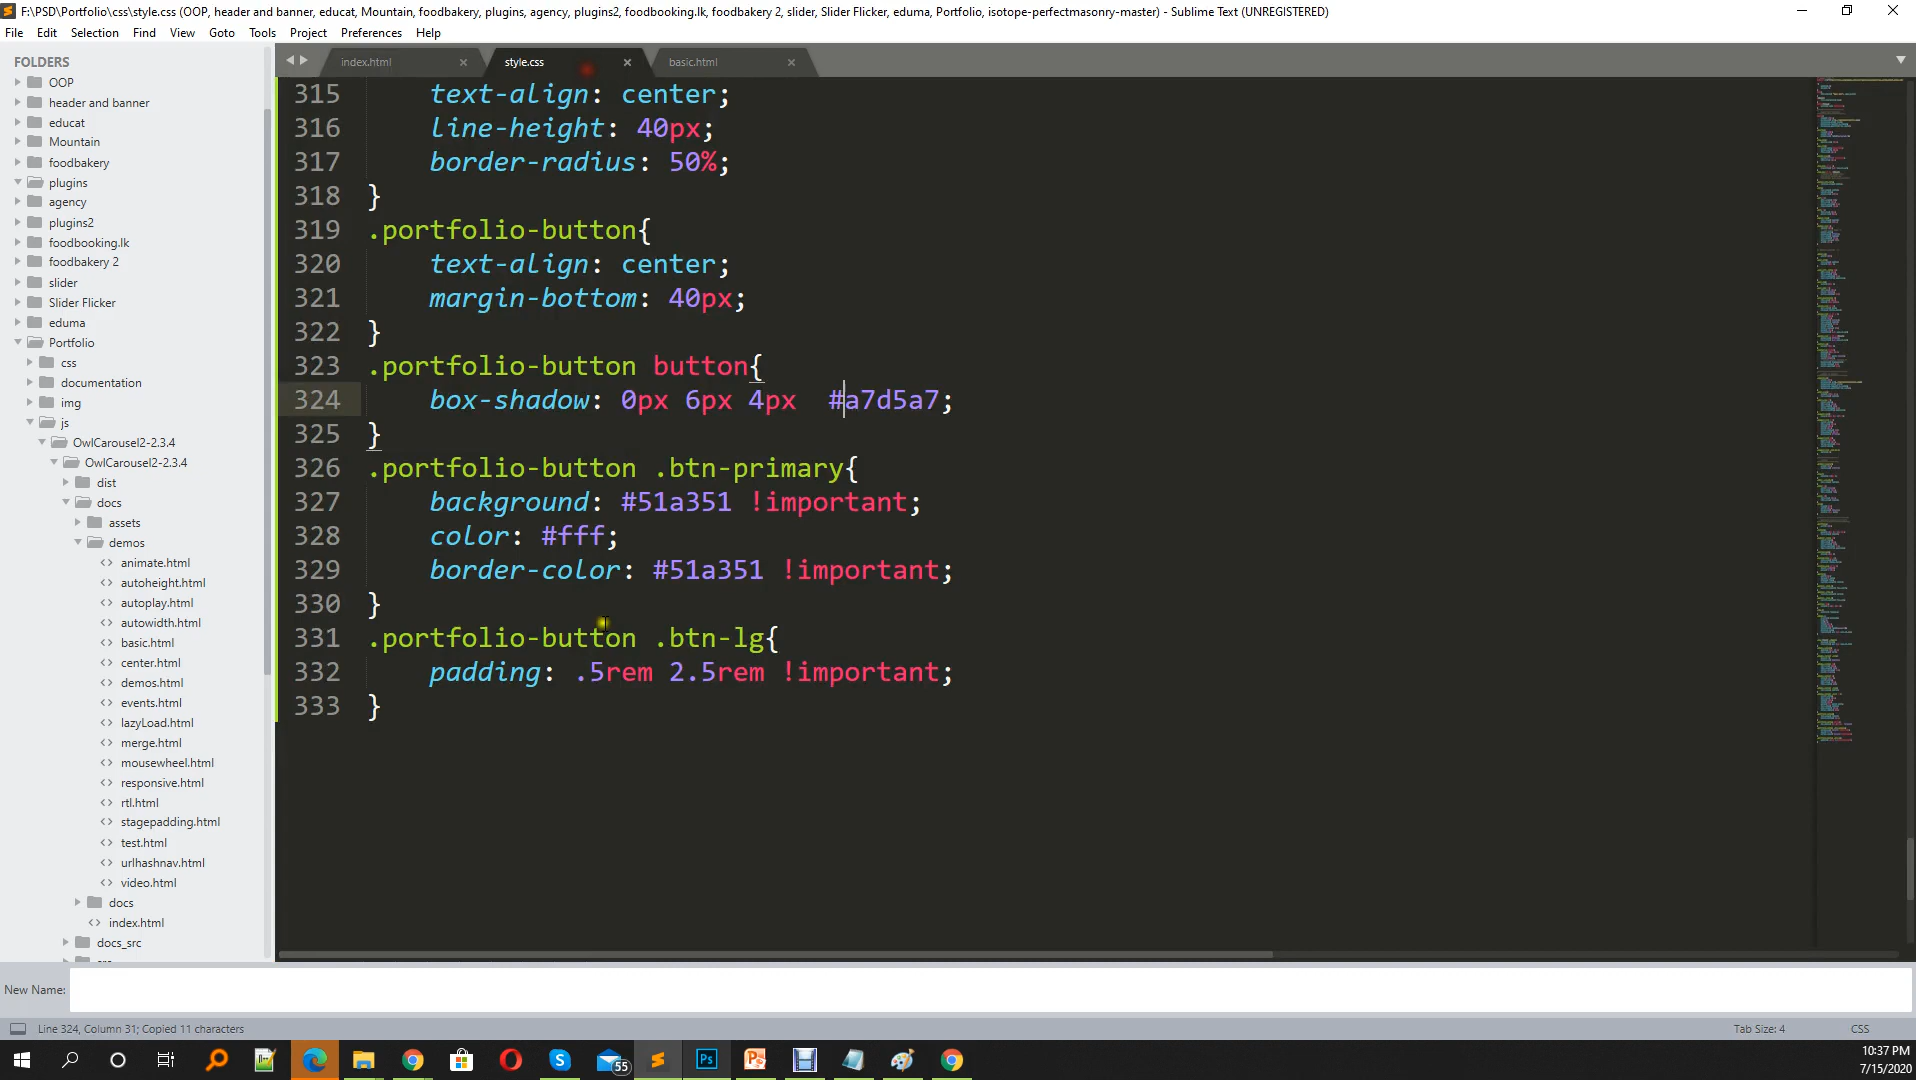 F:\PSD\Portfolio\css\style.css (OOP, header and banner, educat, Mountain, foodbakery, plugins, agency, plugins2, foodbooking.lk, foodbakery 2, slider, Slider Flicker, eduma, Portfolio, isotope-perfectmasonry-master) - Sublime Text (UNREGISTERED)
File Edit Selection Find View Goto Tools Project Preferences Help
FOLDERS
OOP
header and banner
educat
Mountain
foodbakery
plugins
agency
plugins2
foodbooking.lk
foodbakery 2
slider
Slider Flicker
eduma
Portfolio
css
documentation
img
js
OwlCarousel2-2.3.4
OwlCarousel2-2.3.4
dist
docs
assets
demos
animate.html
autoheight.html
autoplay.html
autowidth.html
basic.html
center.html
demos.html
events.html
lazyLoad.html
merge.html
mousewheel.html
responsive.html
rtl.html
stagepadding.html
test.html
urlhashnav.html
video.html
docs
index.html
docs_src
index.html style.css basic.html
315 text-align: center;
316 line-height: 40px;
317 border-radius: 50%;
318 }
319 .portfolio-button{
320 text-align: center;
321 margin-bottom: 40px;
322 }
323 .portfolio-button button{
324 box-shadow: 0px 6px 4px  #a7d5a7;
325 }
326 .portfolio-button .btn-primary{
327 background: #51a351 !important;
328 color: #fff;
329 border-color: #51a351 !important;
330 }
331 .portfolio-button .btn-lg{
332 padding: .5rem 2.5rem !important;
333 }
New Name:
Line 324, Column 31; Copied 11 characters
Tab Size: 4
CSS
55
Ps
10:37 PM
7/15/2020